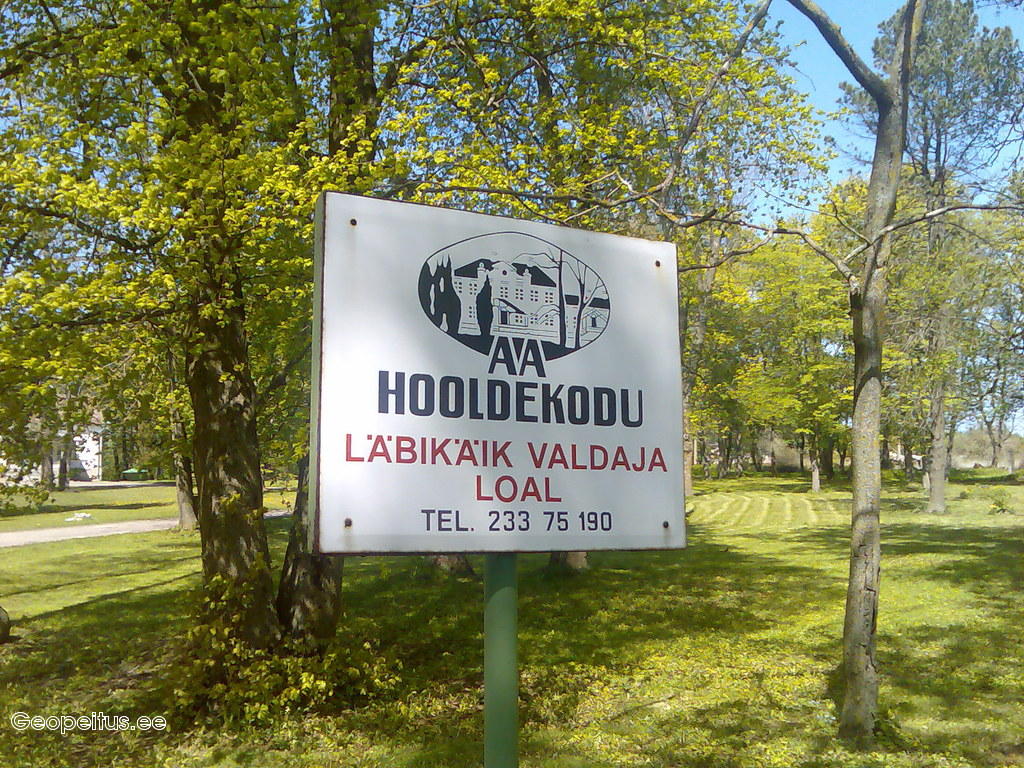 AA
HOOLDEKODU
LÄBIKÄIK VALDAJA
LOAL
TEL. 233 75 190
Geopeitus.ee